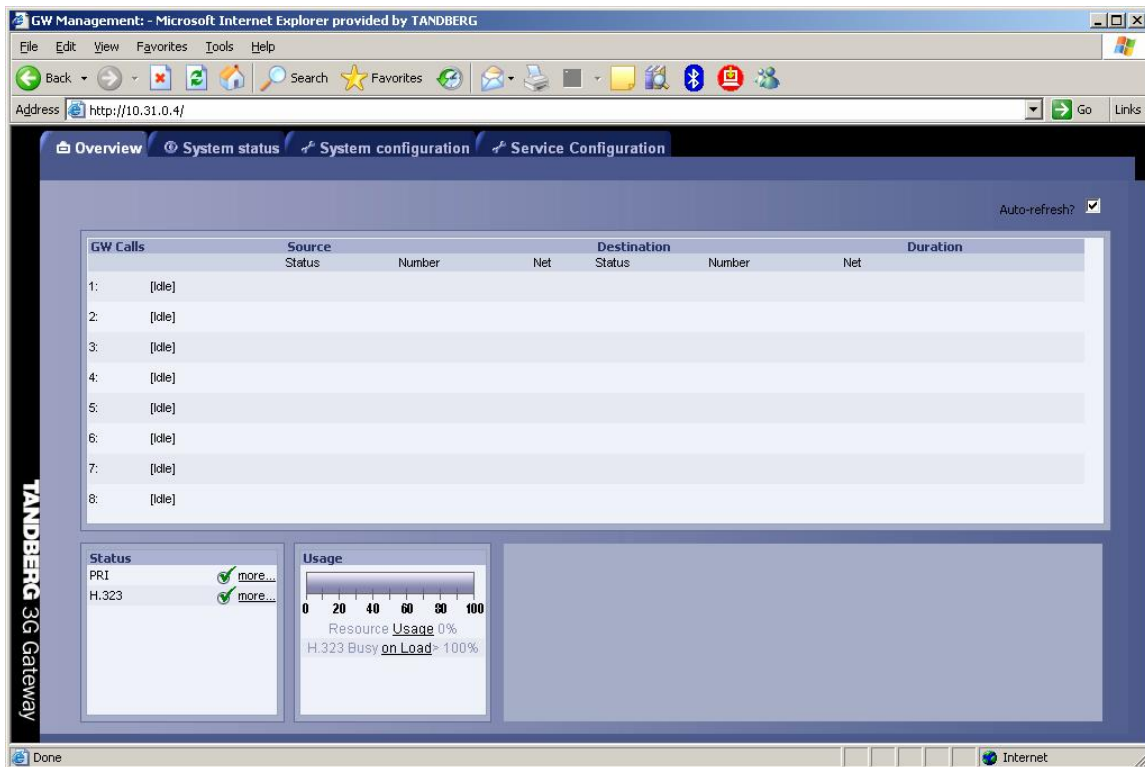 GW Management: - Microsoft Internet Explorer provided by TANDBERG
File Edit View Favorites Tools Help
Back Search Favorites
Address http://10.31.0.4/ Go Links
Overview System status System configuration Service Configuration
Auto-refresh?
GW Calls Source Destination Duration
Status Number Net Status Number Net
1: [Idle]
2: [Idle]
3: [Idle]
4: [Idle]
5: [Idle]
6: [Idle]
7: [Idle]
8: [Idle]
TANDBERG 3G Gateway
Status
PRI more...
H.323 more...
Usage
0 20 40 60 80 100
Resource Usage 0%
H.323 Busy on Load> 100%
Done Internet